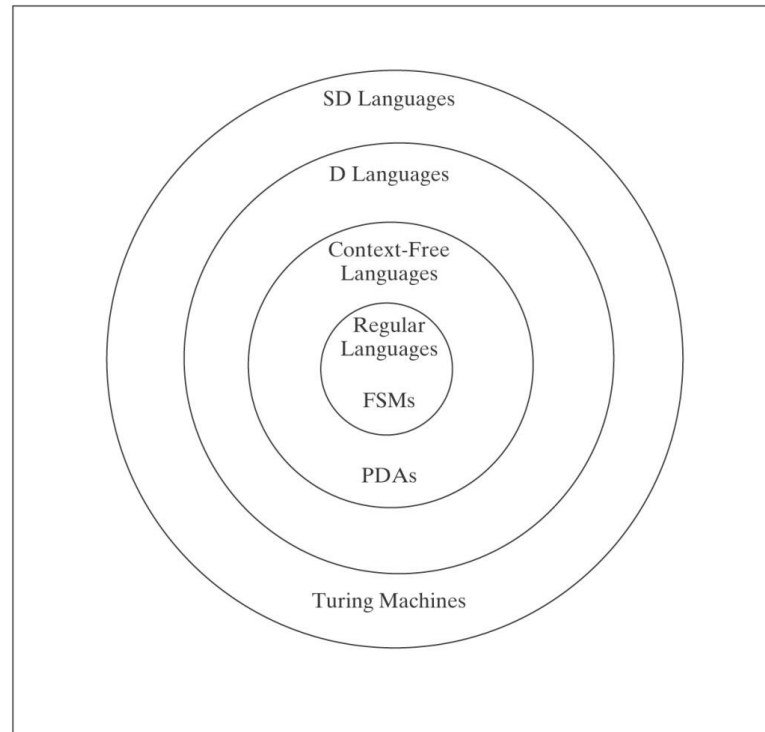 SD Languages
D Languages
Context-Free
Languages
Regular
Languages
FSMs
PDAs
Turing Machines